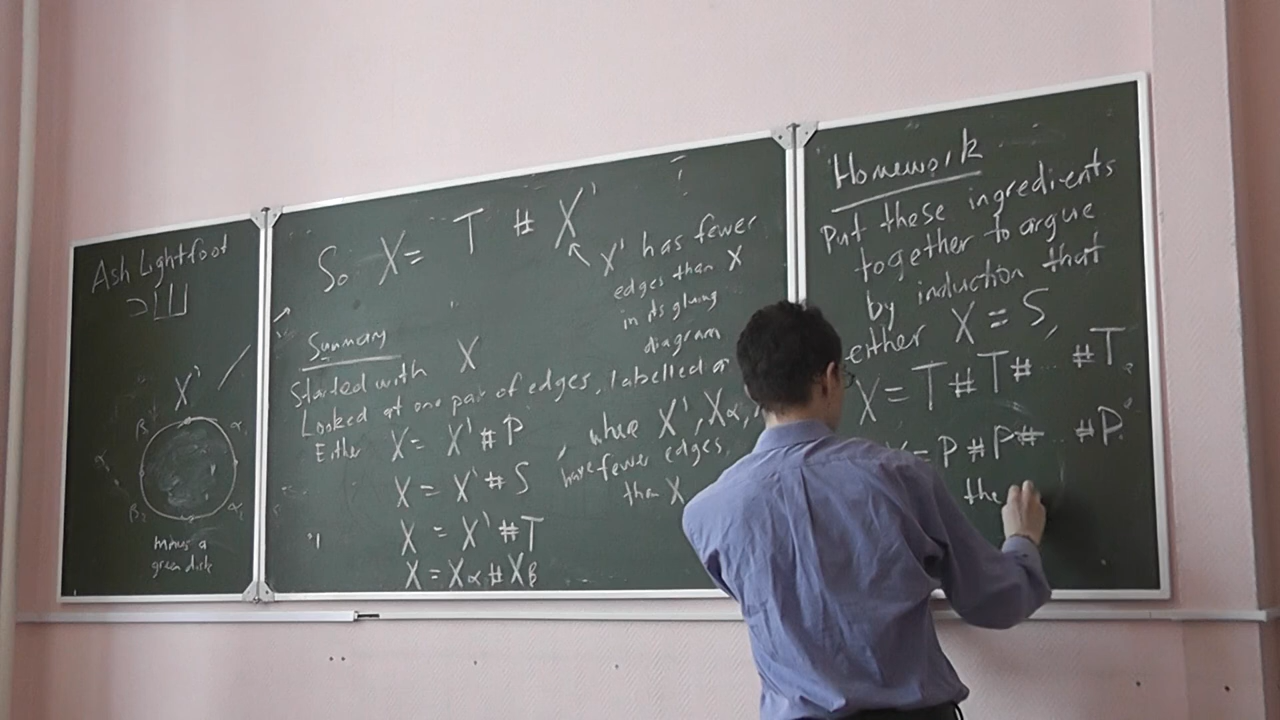 Ash Lightfoot
X'
β
α
α
β
α
minus a
green disk
So X = T # X'
X' has fewer
edges than X
in its gluing
diagram
Summary
Started with X
Looked at one pair of edges, labelled
Either X = X' # P
X = X' # S
X = X' # T
X = Xα # Xβ
, where X', Xα,
have fewer edges,
than X
Homework
Put these ingredients
together to argue
by induction that
either X = S,
X = T # T # ... # T
= P # P # ... # P.
the